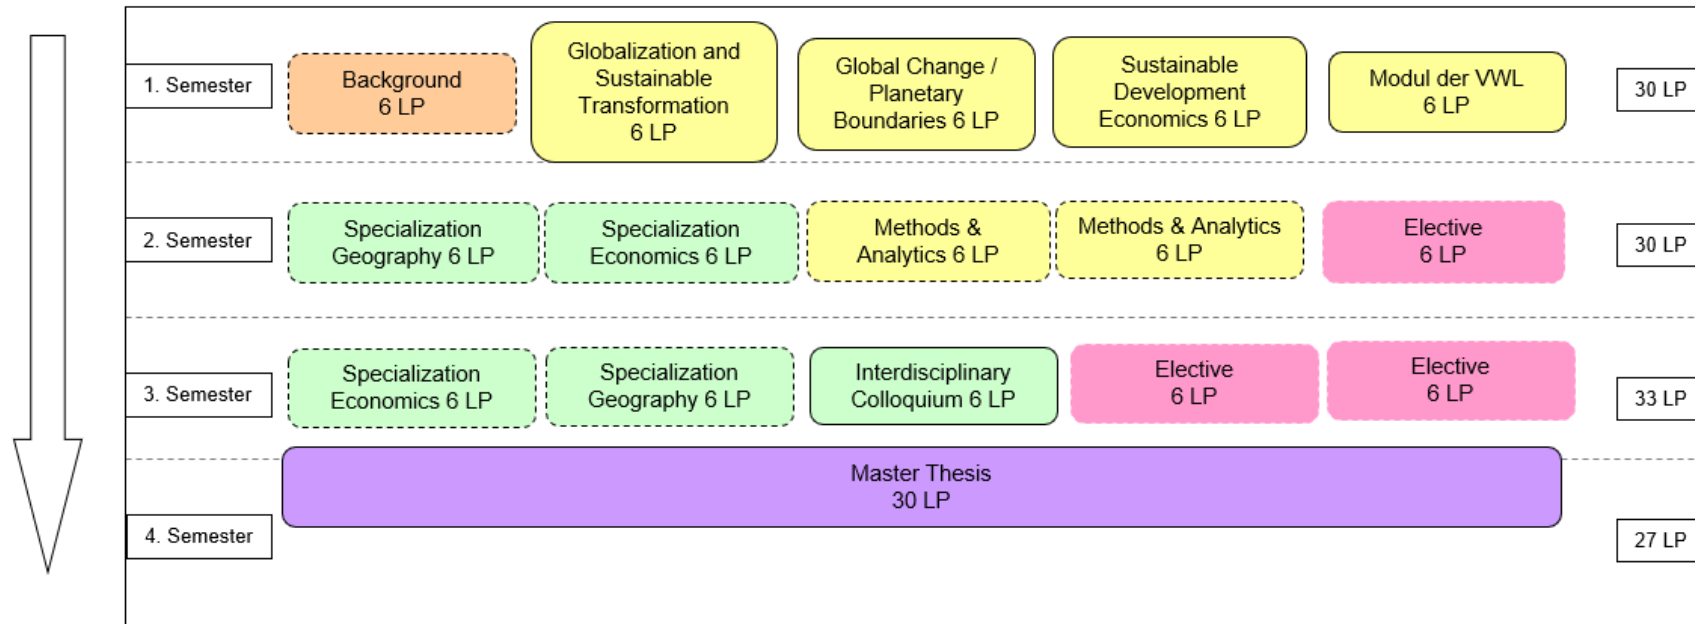 1. Semester
Background
6 LP
Globalization and
Sustainable
Transformation
6 LP
Global Change /
Planetary
Boundaries 6 LP
Sustainable
Development
Economics 6 LP
Modul der VWL
6 LP
30 LP
2. Semester
Specialization
Geography 6 LP
Specialization
Economics 6 LP
Methods &
Analytics 6 LP
Methods & Analytics
6 LP
Elective
6 LP
30 LP
3. Semester
Specialization
Economics 6 LP
Specialization
Geography 6 LP
Interdisciplinary
Colloquium 6 LP
Elective
6 LP
Elective
6 LP
33 LP
Master Thesis
30 LP
4. Semester
27 LP